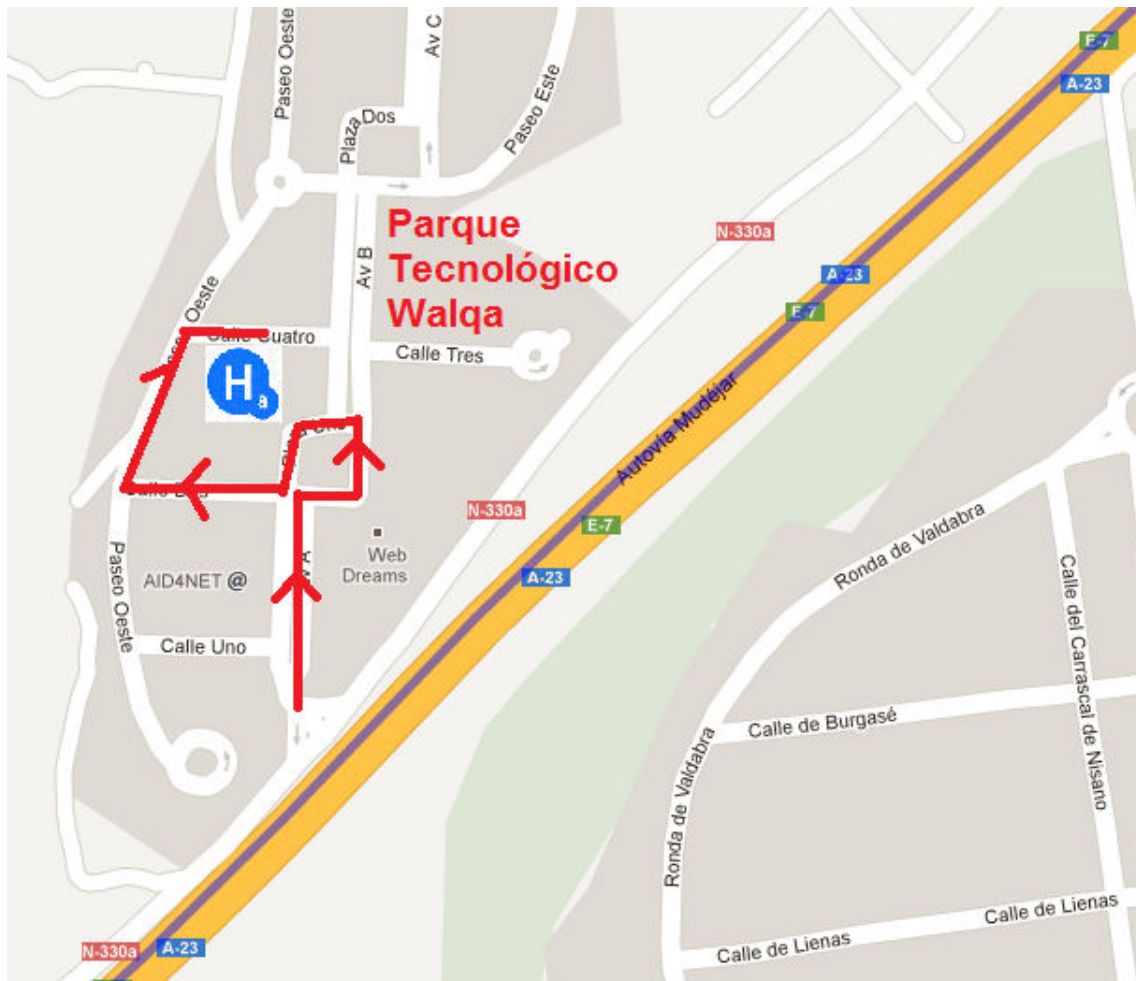 E-7
A-23
Av C
Paseo Oeste
Plaza Dos
Paseo Este
Parque
Tecnológico
Walqa
N-330a
Av B
A-23
E-7
Oeste
Calle Cuatro
Calle Tres
H
a
Autovía Mudéjar
N-330a
E-7
Web
Dreams
A-23
AID4NET @
Paseo Oeste
Calle Uno
Ronda de Valdabra
Calle del Carrascal de Nisano
Calle de Burgasé
Ronda de Valdabra
Calle de Lienas
Calle de Lienas
N-330a
A-23